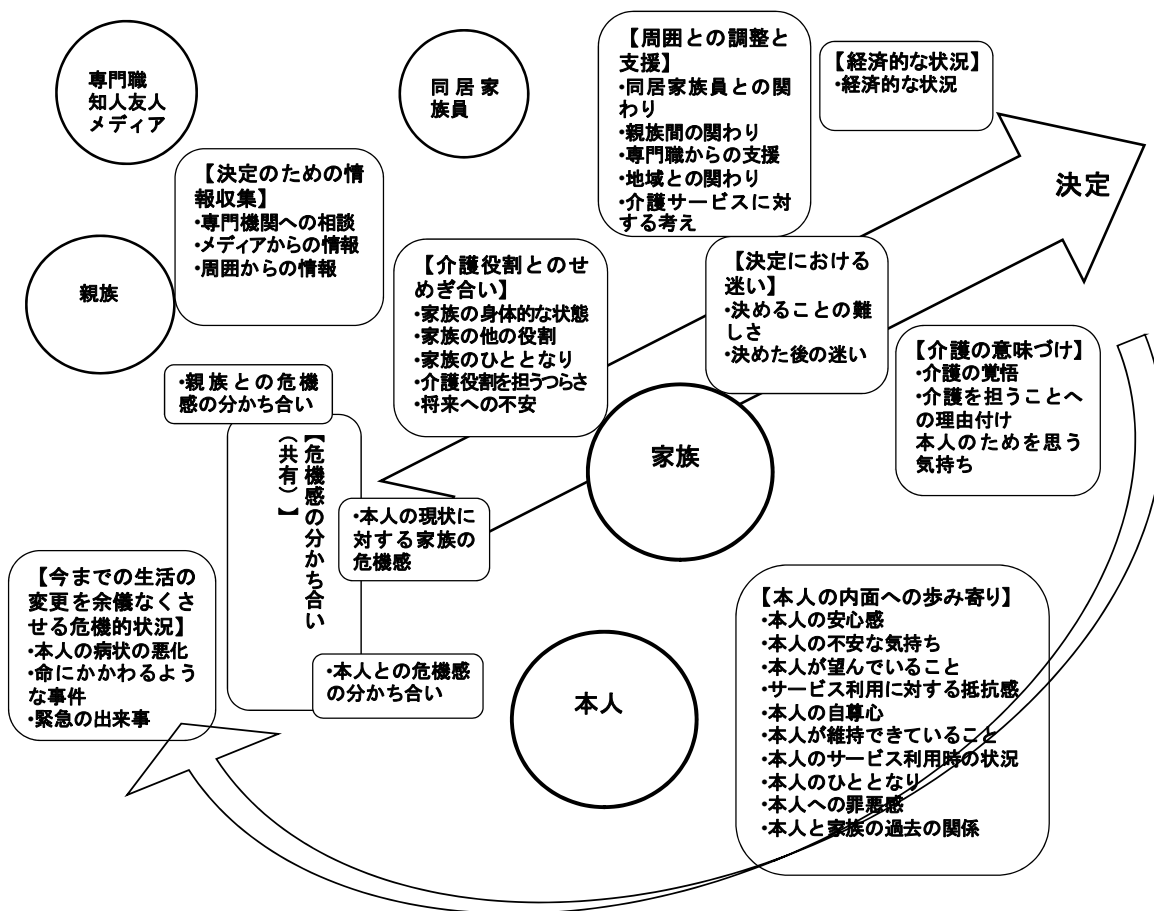 専門職
知人友人
メディア
同居家
族員
【周囲との調整と
支援】
・同居家族員との関
わり
・親族間の関わり
・専門職からの支援
・地域との関わり
・介護サービスに対
する考え
【経済的な状況】
・経済的な状況
決定
【決定のための情
報収集】
・専門機関への相談
・メディアからの情報
・周囲からの情報
親族
【介護役割とのせ
めぎ合い】
・家族の身体的な状態
・家族の他の役割
・家族のひととなり
・介護役割を担うつらさ
・将来への不安
【決定における
迷い】
・決めることの難
しさ
・決めた後の迷い
【介護の意味づけ】
・介護の覚悟
・介護を担うことへ
の理由付け
本人のためを思う
気持ち
・親族との危機
感の分かち合い
【危機感の分かち合い
（共有）】
家族
・本人の現状に
対する家族の
危機感
【今までの生活の
変更を余儀なくさ
せる危機的状況】
・本人の病状の悪化
・命にかかわるよう
な事件
・緊急の出来事
・本人との危機感
の分かち合い
本人
【本人の内面への歩み寄り】
・本人の安心感
・本人の不安な気持ち
・本人が望んでいること
・サービス利用に対する抵抗感
・本人の自尊心
・本人が維持できていること
・本人のサービス利用時の状況
・本人のひととなり
・本人への罪悪感
・本人と家族の過去の関係